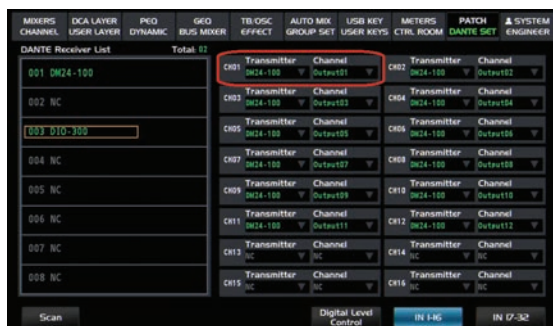 MIXERS DCA LAYER PEQ GEQ TB/OSC AUTO MIX USB KEY METERS PATCH SYSTEM
CHANNEL USER LAYER DYNAMIC BUS MIXER EFFECT GROUP SET USER KEYS CTRL ROOM DANTE SET ENGINEER
DANTE Receiver List Total: 02
001 DM24-100
002 NC
003 DIO-300
004 NC
005 NC
006 NC
007 NC
008 NC
Transmitter Channel Transmitter Channel
CH01 DM24-100 Output01 CH02 DM24-100 Output02
Transmitter Channel Transmitter Channel
CH03 DM24-100 Output03 CH04 DM24-100 Output04
Transmitter Channel Transmitter Channel
CH05 DM24-100 Output05 CH06 DM24-100 Output06
Transmitter Channel Transmitter Channel
CH07 DM24-100 Output07 CH08 DM24-100 Output08
Transmitter Channel Transmitter Channel
CH09 DM24-100 Output09 CH10 DM24-100 Output10
Transmitter Channel Transmitter Channel
CH11 DM24-100 Output11 CH12 DM24-100 Output12
Transmitter Channel Transmitter Channel
CH13 NC NC CH14 NC NC
Transmitter Channel Transmitter Channel
CH15 NC NC CH16 NC NC
Scan Digital Level Control IN 1-16 IN 17-32